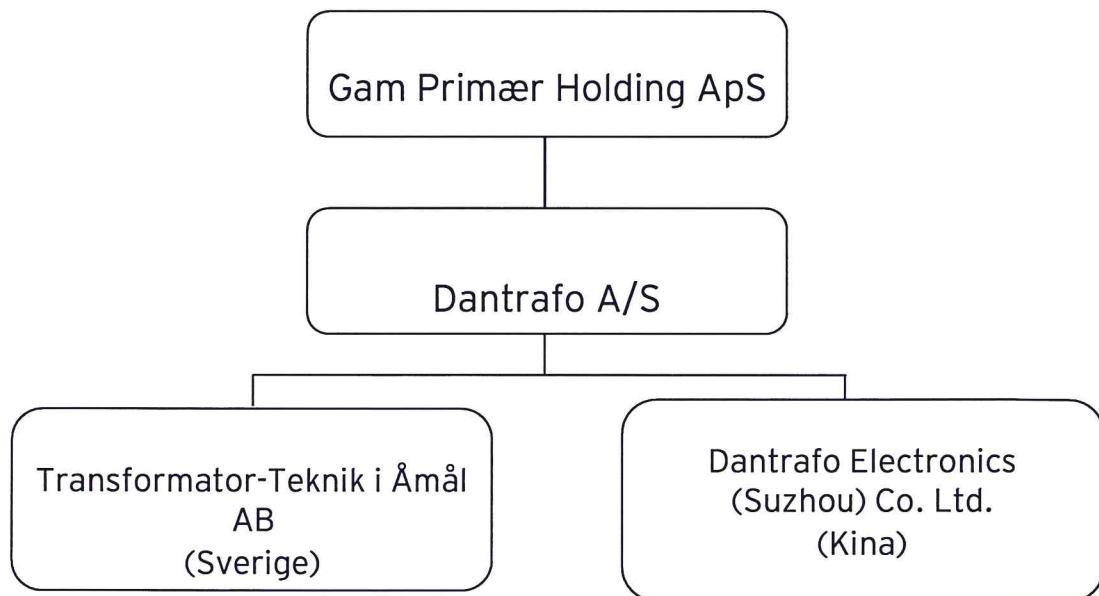 Gam Primær Holding ApS
Dantrafo A/S
Transformator-Teknik i Åmål
AB
(Sverige)
Dantrafo Electronics
(Suzhou) Co. Ltd.
(Kina)